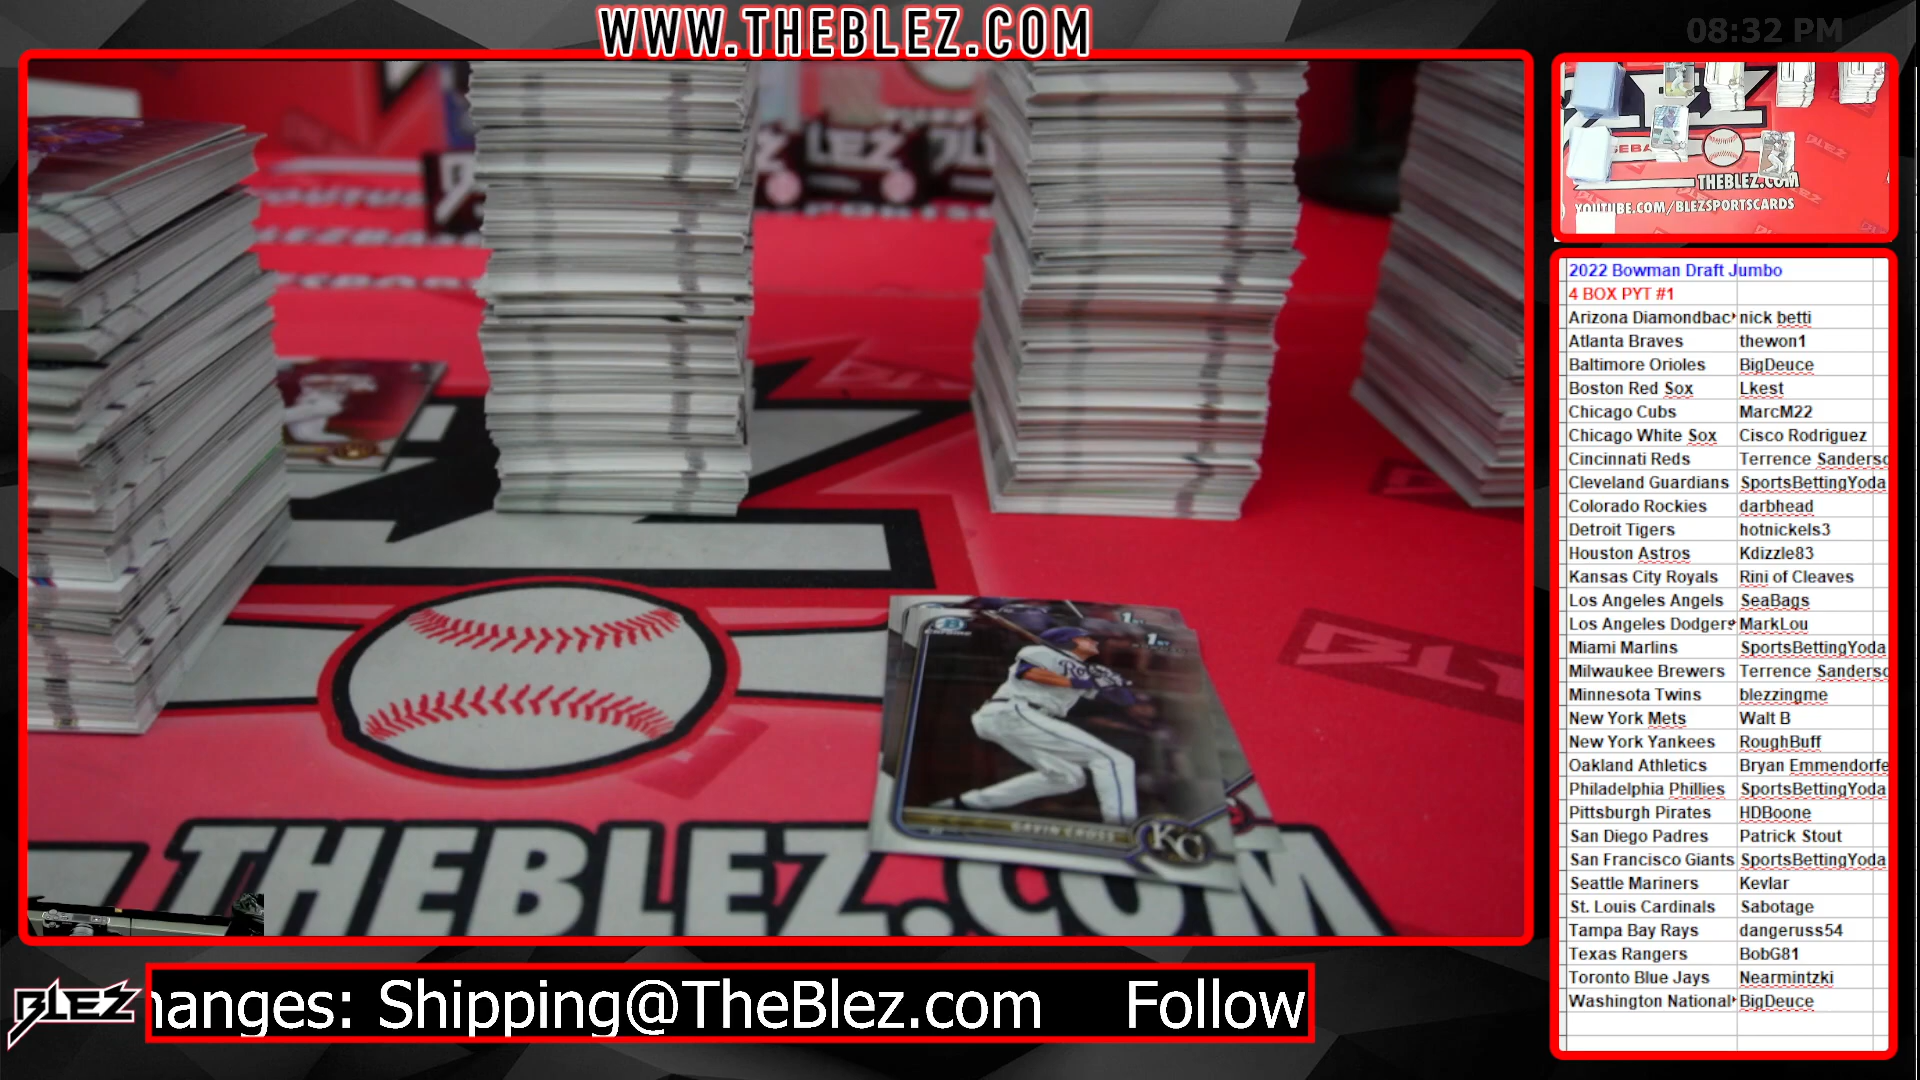 WWW.THEBLEZ.COM
08:32 PM
THEBLEZ.COM
YOUTUBE.COM/BLEZSPORTSCARDS
2022 Bowman Draft Jumbo
4 BOX PYT #1
Arizona Diamondbac nick betti
Atlanta Braves thewon1
Baltimore Orioles BigDeuce
Boston Red Sox Lkest
Chicago Cubs MarcM22
Chicago White Sox Cisco Rodriguez
Cincinnati Reds Terrence Sanderso
Cleveland Guardians SportsBettingYoda
Colorado Rockies darbhead
Detroit Tigers hotnickels3
Houston Astros Kdizzle83
Kansas City Royals Rini of Cleaves
Los Angeles Angels SeaBags
Los Angeles Dodgers MarkLou
Miami Marlins SportsBettingYoda
Milwaukee Brewers Terrence Sanderso
Minnesota Twins blezzingme
New York Mets Walt B
New York Yankees RoughBuff
Oakland Athletics Bryan Emmendorfe
Philadelphia Phillies SportsBettingYoda
Pittsburgh Pirates HDBoone
San Diego Padres Patrick Stout
San Francisco Giants SportsBettingYoda
Seattle Mariners Kevlar
St. Louis Cardinals Sabotage
Tampa Bay Rays dangeruss54
Texas Rangers BobG81
Toronto Blue Jays Nearmintzki
Washington National BigDeuce
1st
1st
Royals
GAVIN CROSS
KC
THEBLEZ.COM
BLEZ
hanges: Shipping@TheBlez.com Follow